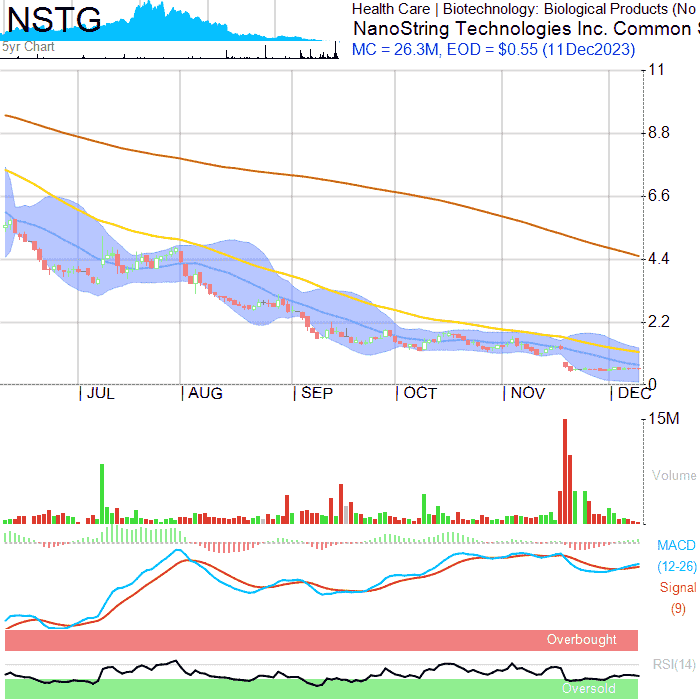 NSTG
Health Care | Biotechnology: Biological Products (No
NanoString Technologies Inc. Common S
5yr Chart
MC = 26.3M, EOD = $0.55 (11Dec2023)
11
8.8
6.6
4.4
2.2
0
| JUL | AUG | SEP | OCT | NOV | DEC
15M
Volume
MACD
(12-26)
Signal
(9)
Overbought
RSI(14)
Oversold